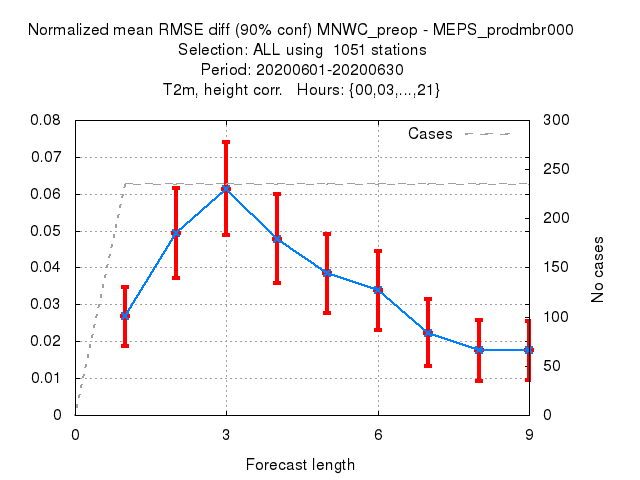 Normalized mean RMSE diff (90% conf) MNWC_preop - MEPS_prodmbr000
Selection: ALL using  1051 stations
Period: 20200601-20200630
T2m, height corr.   Hours: {00,03,...,21}
0.08
0.07
0.06
0.05
0.04
0.03
0.02
0.01
0
Cases
300
250
200
150
100
50
0
No cases
0
3
6
9
Forecast length